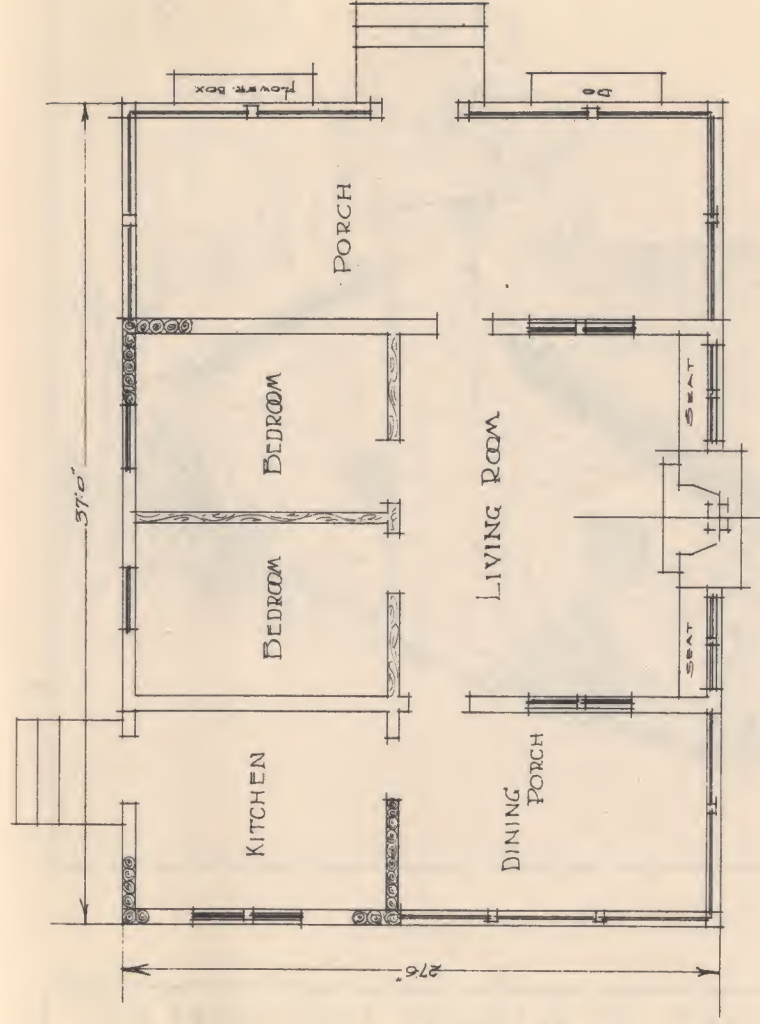 FLOWER BOX
DO
PORCH
BEDROOM
SEAT
LIVING ROOM
37'-0"
BEDROOM
SEAT
KITCHEN
DINING
PORCH
27'6"